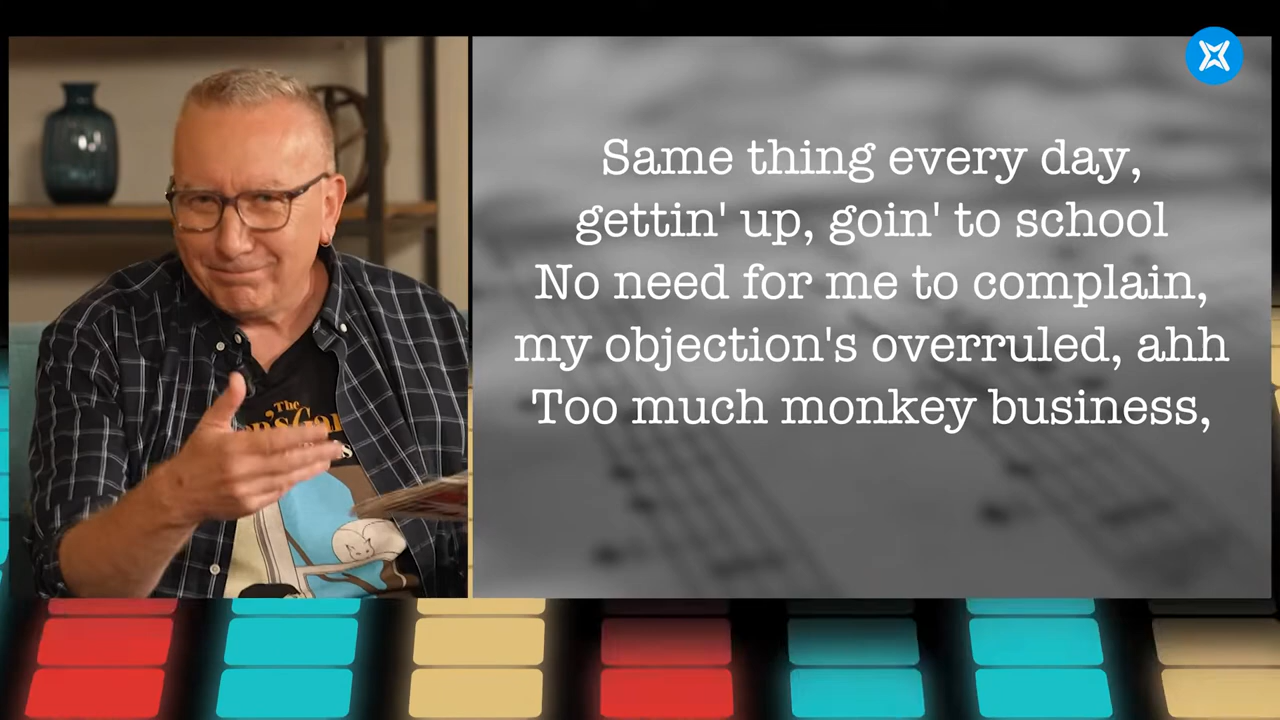 Same thing every day,
gettin' up, goin' to school
No need for me to complain,
my objection's overruled, ahh
Too much monkey business,
The